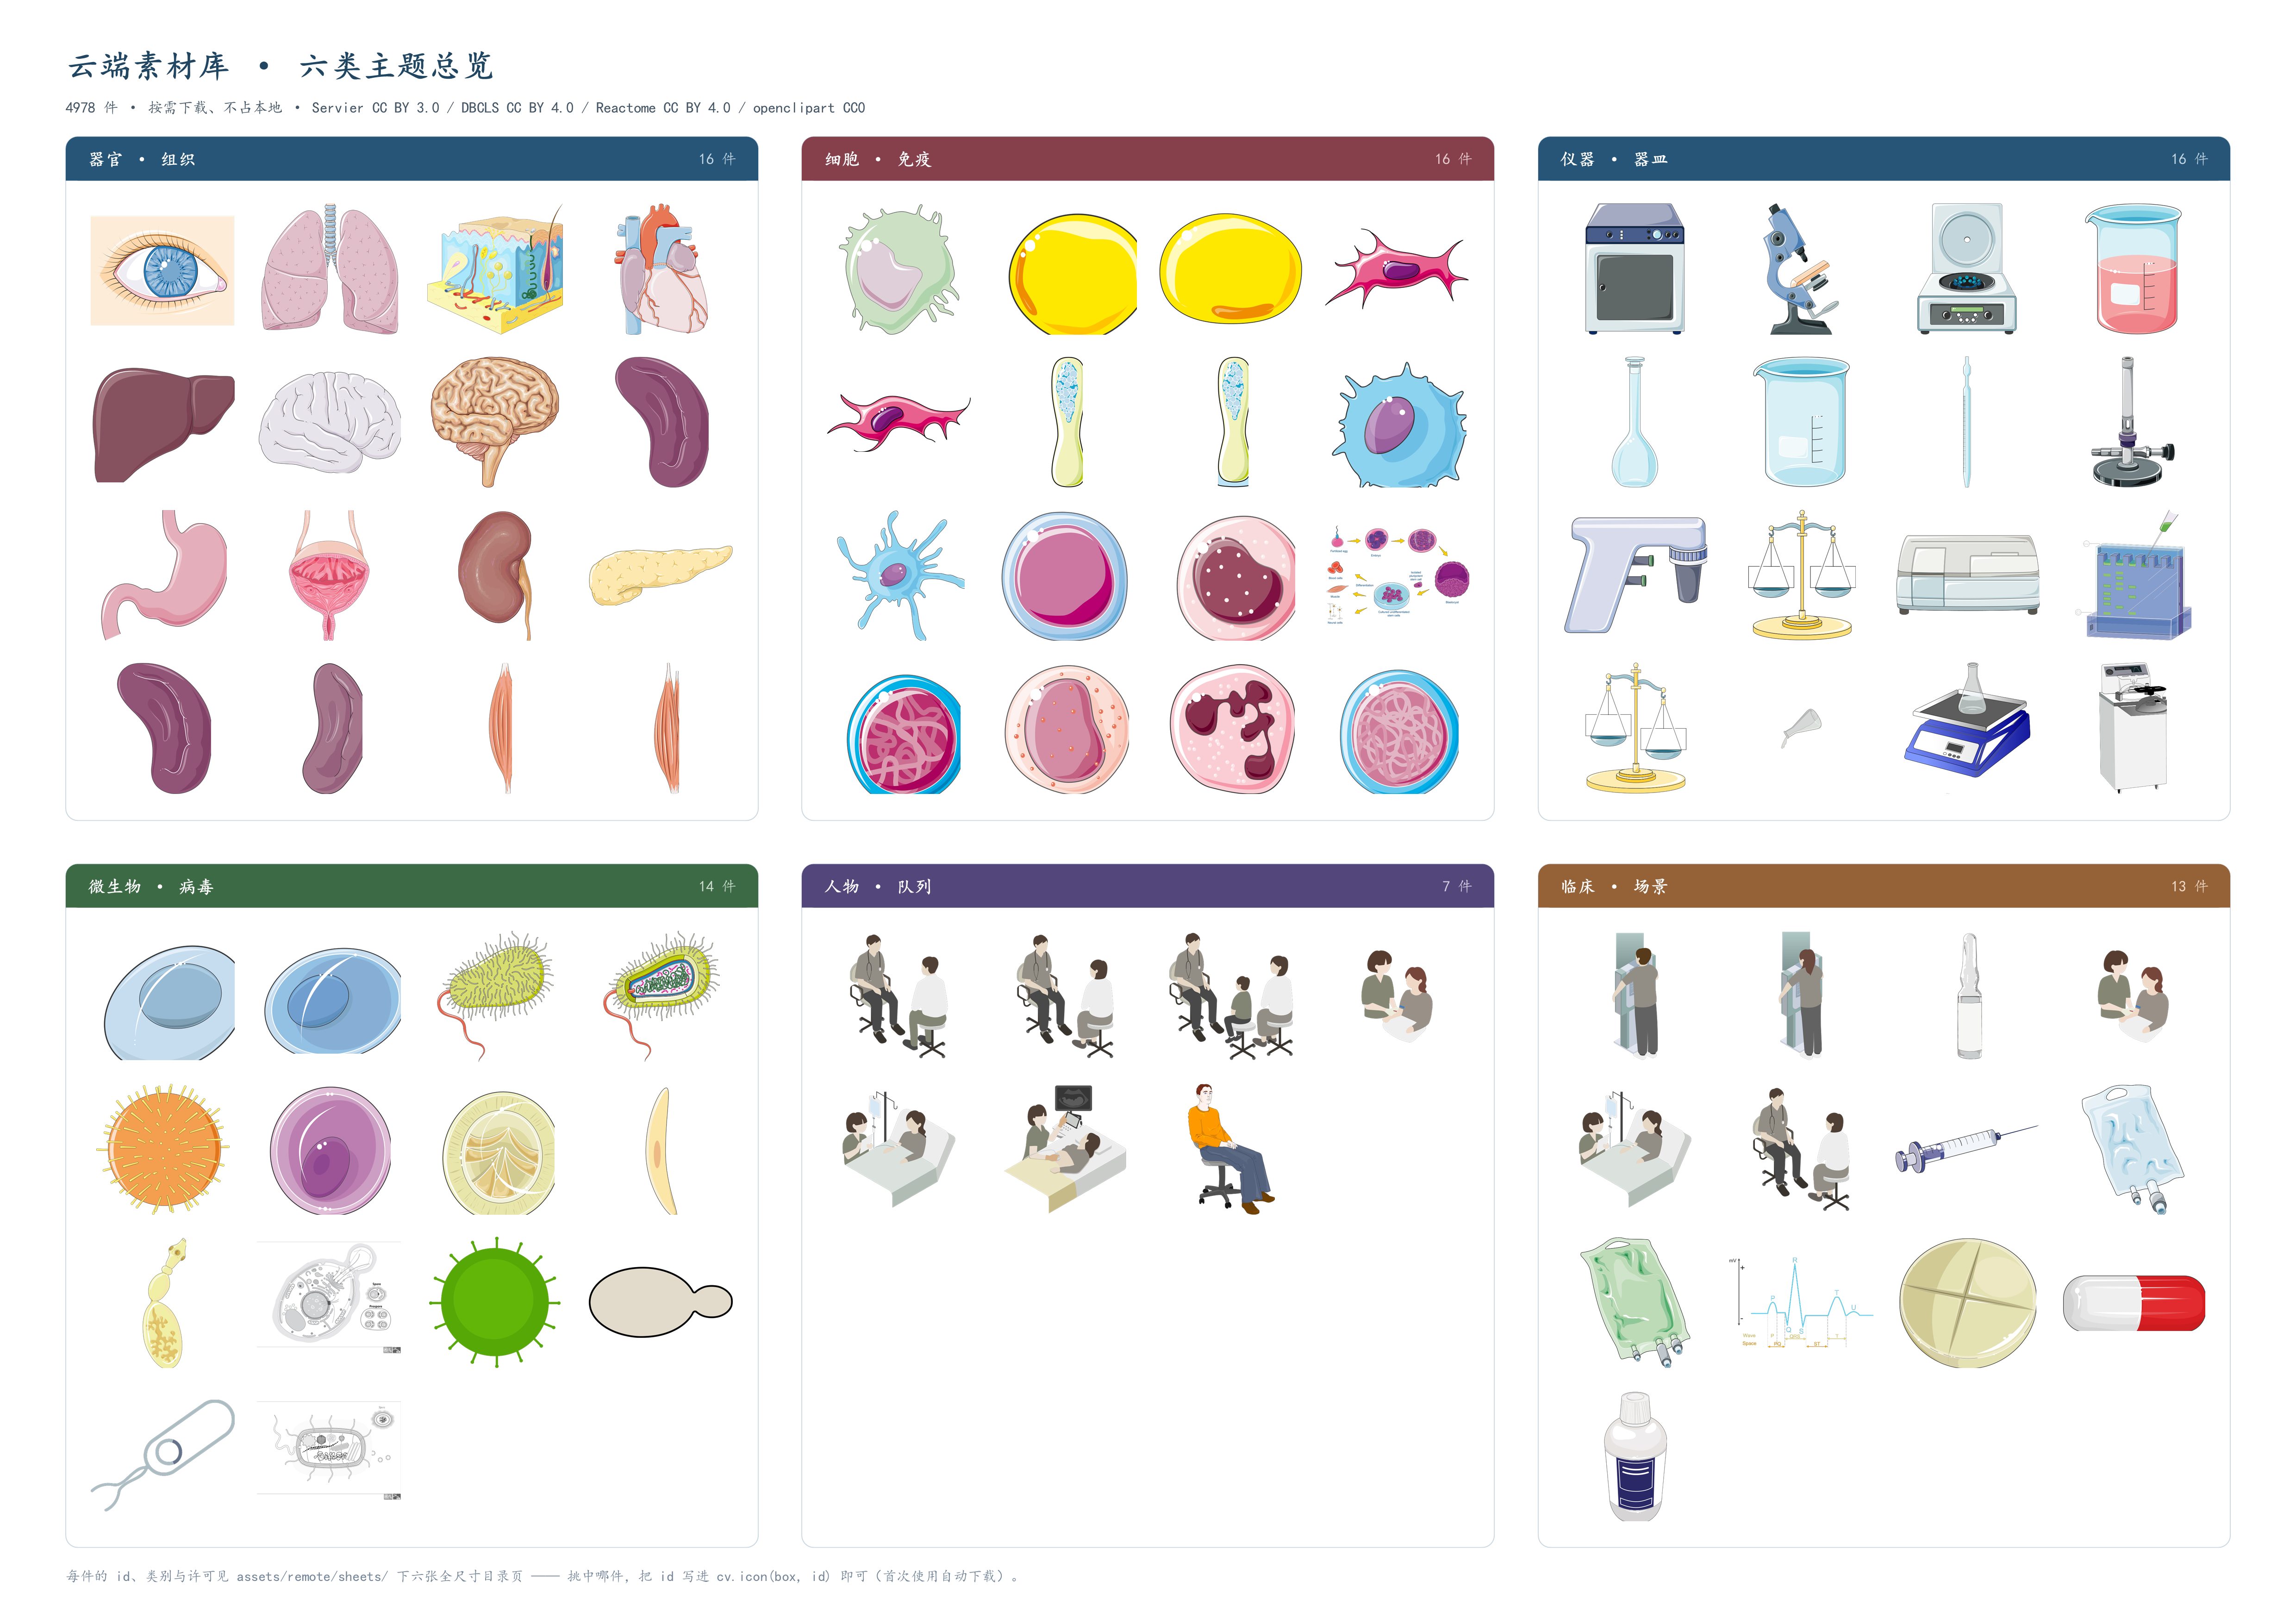 云端素材库 • 六类主题总览
4978 件 • 按需下载、不占本地 • Servier CC BY 3.0 / DBCLS CC BY 4.0 / Reactome CC BY 4.0 / openclipart CC0
器官 • 组织 16 件
细胞 • 免疫 16 件
仪器 • 器皿 16 件
微生物 • 病毒 14 件
人物 • 队列 7 件
临床 • 场景 13 件
mV
+
-
R
P
Q
S
T
U
Wave
Space
每件的 id、类别与许可见 assets/remote/sheets/ 下六张全尺寸目录页 —— 挑中哪件, 把 id 写进 cv.icon(box, id) 即可（首次使用自动下载）。